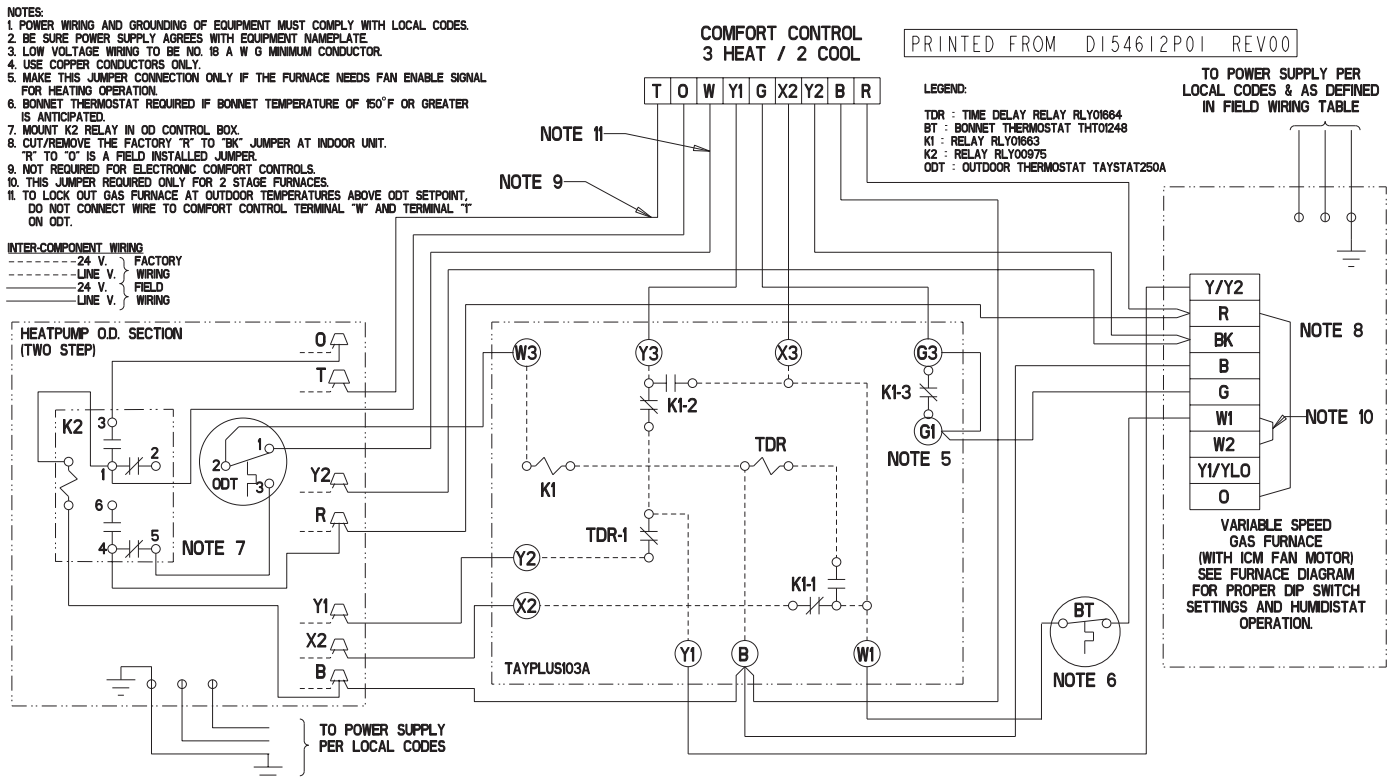 NOTES:
1. POWER WIRING AND GROUNDING OF EQUIPMENT MUST COMPLY WITH LOCAL CODES.
2. BE SURE POWER SUPPLY AGREES WITH EQUIPMENT NAMEPLATE.
3. LOW VOLTAGE WIRING TO BE NO. 18 A W G MINIMUM CONDUCTOR.
4. USE COPPER CONDUCTORS ONLY.
5. MAKE THIS JUMPER CONNECTION ONLY IF THE FURNACE NEEDS FAN ENABLE SIGNAL
FOR HEATING OPERATION.
6. BONNET THERMOSTAT REQUIRED IF BONNET TEMPERATURE OF 150°F OR GREATER
IS ANTICIPATED.
7. MOUNT K2 RELAY IN OD CONTROL BOX.
8. CUT/REMOVE THE FACTORY "R" TO "BK" JUMPER AT INDOOR UNIT.
"R" TO "O" IS A FIELD INSTALLED JUMPER.
9. NOT REQUIRED FOR ELECTRONIC COMFORT CONTROLS.
10. THIS JUMPER REQUIRED ONLY FOR 2 STAGE FURNACES.
11. TO LOCK OUT GAS FURNACE AT OUTDOOR TEMPERATURES ABOVE ODT SETPOINT,
DO NOT CONNECT WIRE TO COMFORT CONTROL TERMINAL "W" AND TERMINAL "1"
ON ODT.
INTER-COMPONENT WIRING
24 V. } FACTORY
LINE V. } WIRING
24 V. } FIELD
LINE V. } WIRING
COMFORT CONTROL
3 HEAT / 2 COOL
T O W Y1 G X2 Y2 B R
NOTE 11
NOTE 9
PRINTED FROM D154612P01 REV00
LEGEND:
TDR : TIME DELAY RELAY RLY01664
BT : BONNET THERMOSTAT THT01248
K1 : RELAY RLY01663
K2 : RELAY RLY00975
ODT : OUTDOOR THERMOSTAT TAYSTAT250A
TO POWER SUPPLY PER
LOCAL CODES & AS DEFINED
IN FIELD WIRING TABLE
HEATPUMP O.D. SECTION
(TWO STEP)
O
T
K2
3
2
1
6
5
4
1
2
3
ODT
NOTE 7
Y2
R
Y1
X2
B
TO POWER SUPPLY
PER LOCAL CODES
W3
Y3
X3
G3
K1-2
K1-3
G1
NOTE 5
K1
TDR
TDR-1
Y2
K1-1
X2
Y1
B
W1
TAYPLUS103A
Y/Y2
R
BK
B
G
W1
W2
Y1/YLO
O
NOTE 8
NOTE 10
VARIABLE SPEED
GAS FURNACE
(WITH ICM FAN MOTOR)
SEE FURNACE DIAGRAM
FOR PROPER DIP SWITCH
SETTINGS AND HUMIDISTAT
OPERATION.
BT
NOTE 6